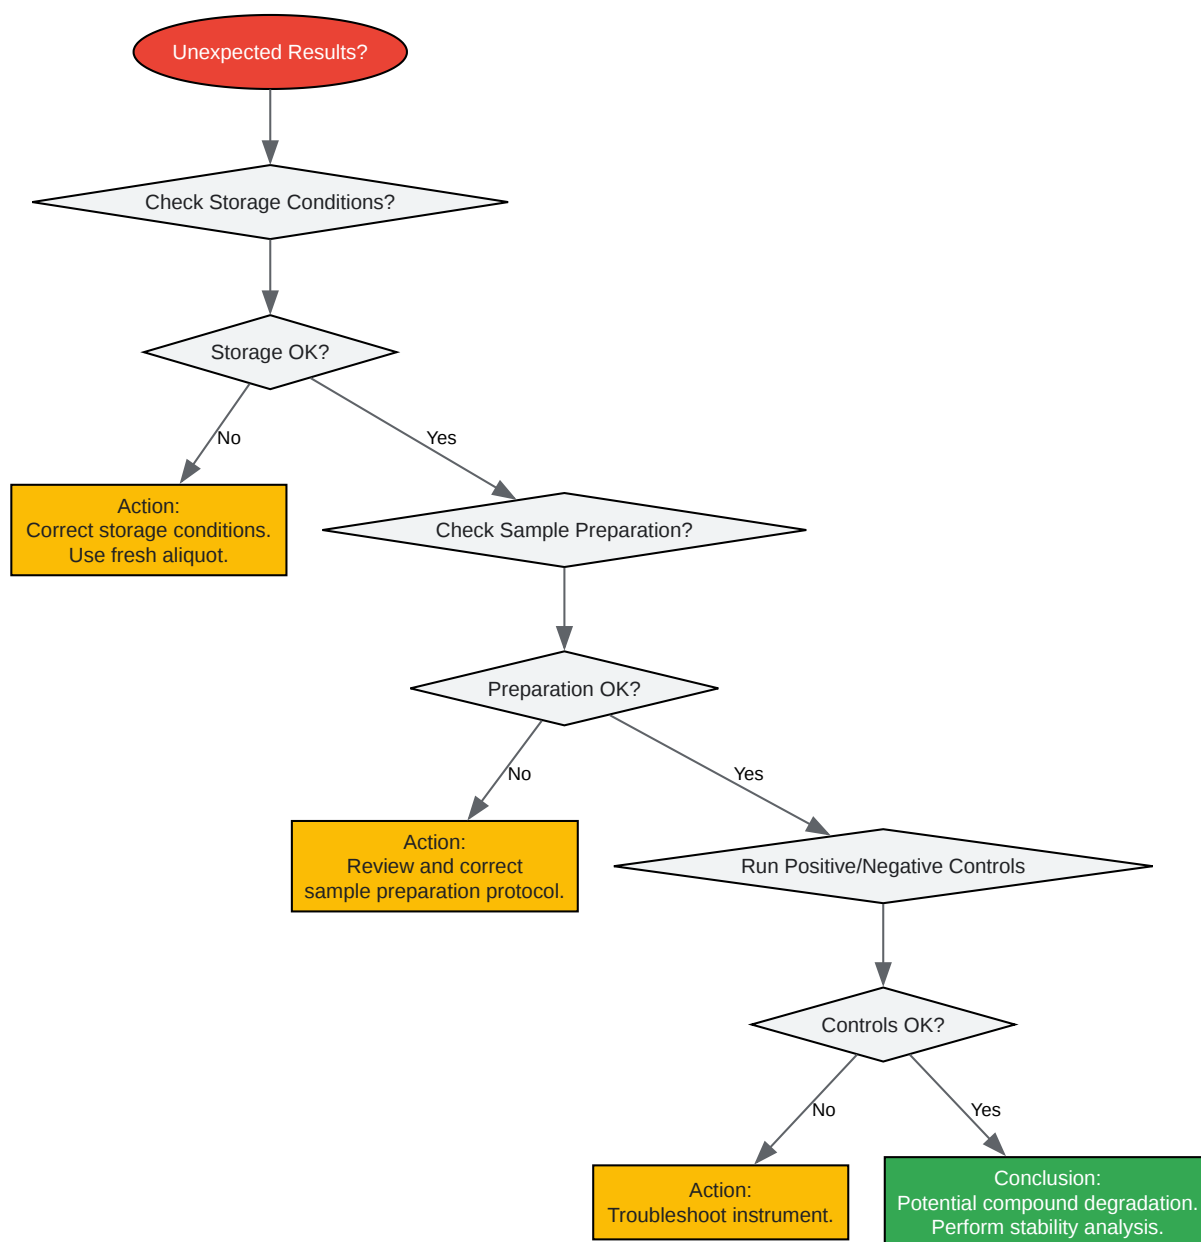 Unexpected Results?
Check Storage Conditions?
Storage OK?
No
Yes
Action:
Correct storage conditions.
Use fresh aliquot.
Check Sample Preparation?
Preparation OK?
No
Yes
Action:
Review and correct
sample preparation protocol.
Run Positive/Negative Controls
Controls OK?
No
Yes
Action:
Troubleshoot instrument.
Conclusion:
Potential compound degradation.
Perform stability analysis.